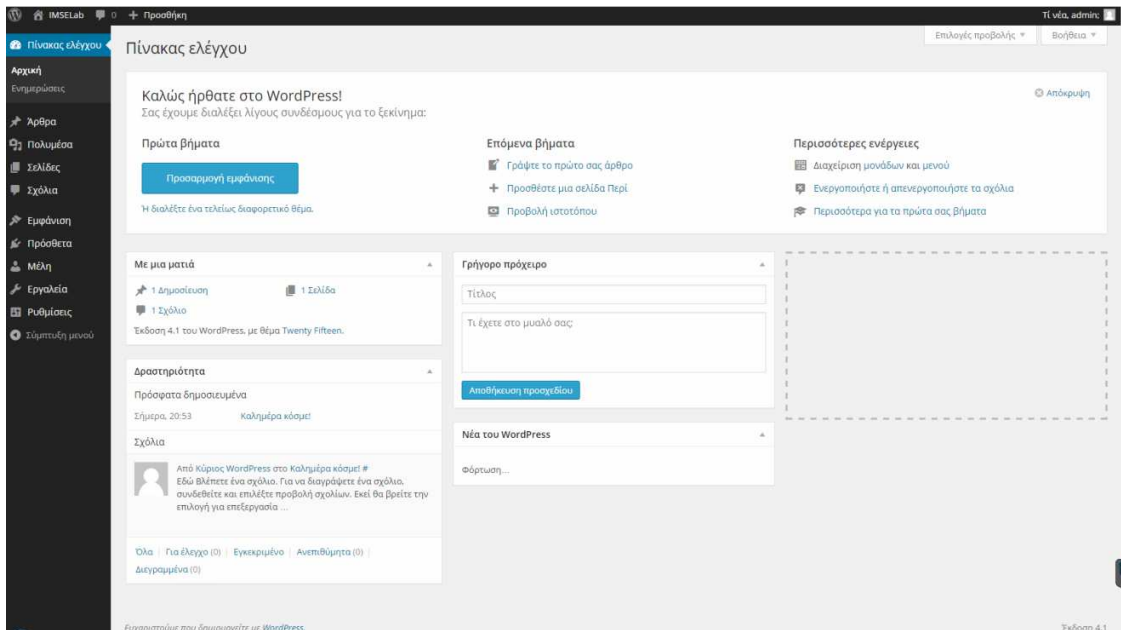 IMSELab 0 + Προσθήκη
Τί νέα, admin;
Πίνακας ελέγχου
Αρχική
Ενημερώσεις
Άρθρα
Πολυμέσα
Σελίδες
Σχόλια
Εμφάνιση
Πρόσθετα
Μέλη
Εργαλεία
Ρυθμίσεις
Σύμπτυξη μενού
Πίνακας ελέγχου
Επιλογές προβολής
Βοήθεια
Καλώς ήρθατε στο WordPress!
Απόκρυψη
Σας έχουμε διαλέξει λίγους συνδέσμους για το ξεκίνημα:
Πρώτα βήματα
Προσαρμογή εμφάνισης
Ή διαλέξτε ένα τελείως διαφορετικό θέμα.
Επόμενα βήματα
Γράψτε το πρώτο σας άρθρο
Προσθέστε μια σελίδα Περί
Προβολή ιστοτόπου
Περισσότερες ενέργειες
Διαχείριση μονάδων και μενού
Ενεργοποιήστε ή απενεργοποιήστε τα σχόλια
Περισσότερα για τα πρώτα σας βήματα
Με μια ματιά
1 Δημοσίευση
1 Σελίδα
1 Σχόλιο
Έκδοση 4.1 του WordPress, με θέμα Twenty Fifteen.
Δραστηριότητα
Πρόσφατα δημοσιευμένα
Σήμερα, 20:53 Καλημέρα κόσμε!
Σχόλια
Από Κύριος WordPress στο Καλημέρα κόσμε! #
Εδώ Βλέπετε ένα σχόλιο. Για να διαγράψετε ένα σχόλιο,
συνδεθείτε και επιλέξτε προβολή σχολίων. Εκεί θα βρείτε την
επιλογή για επεξεργασία …
Όλα | Για έλεγχο (0) | Εγκεκριμένο | Ανεπιθύμητα (0) |
Διεγραμμένα (0)
Γρήγορο πρόχειρο
Τίτλος
Τι έχετε στο μυαλό σας;
Αποθήκευση προσχεδίου
Νέα του WordPress
Φόρτωση...
Ευχαριστούμε που δημιουργείτε με WordPress.
Έκδοση 4.1